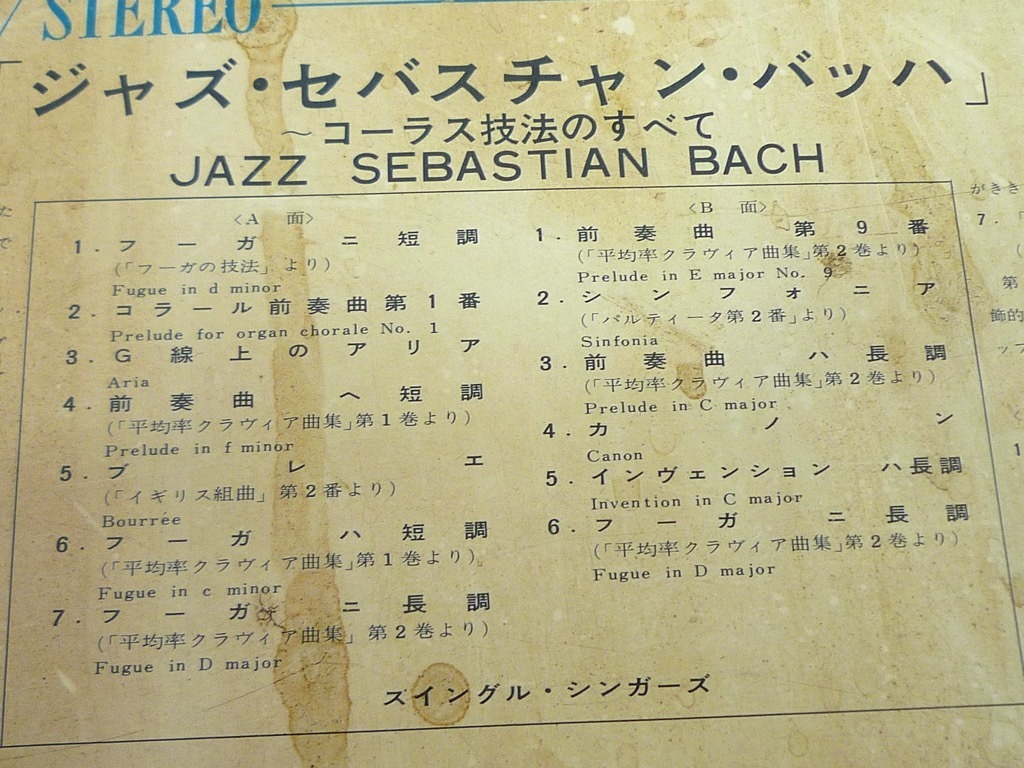 STEREO
「ジャズ・セバスチャン・バッハ」
～コーラス技法のすべて
JAZZ SEBASTIAN BACH
〈A 面〉
1. フーガ ニ短調
(「フーガの技法」より)
Fugue in d minor
2. コラール前奏曲第1番
Prelude for organ chorale No. 1
3. G線上のアリア
Aria
4. 前奏曲 ヘ短調
(「平均率クラヴィア曲集」第1巻より)
Prelude in f minor
5. ブレエ
(「イギリス組曲」第2番より)
Bourrée
6. フーガ ハ短調
(「平均率クラヴィア曲集」第1巻より)
Fugue in c minor
7. フーガ ニ長調
(「平均率クラヴィア曲集」第2巻より)
Fugue in D major
〈B 面〉
1. 前奏曲 第9番
(「平均率クラヴィア曲集」第2巻より)
Prelude in E major No. 9
2. シンフォニア
(「パルティータ第2番」より)
Sinfonia
3. 前奏曲 ハ長調
(「平均率クラヴィア曲集」第2巻より)
Prelude in C major
4. カノン
Canon
5. インヴェンション ハ長調
Invention in C major
6. フーガ ニ長調
(「平均率クラヴィア曲集」第2巻より)
Fugue in D major
スイングル・シンガーズ
た
で
がきき
7.「
第
飾的
ップ